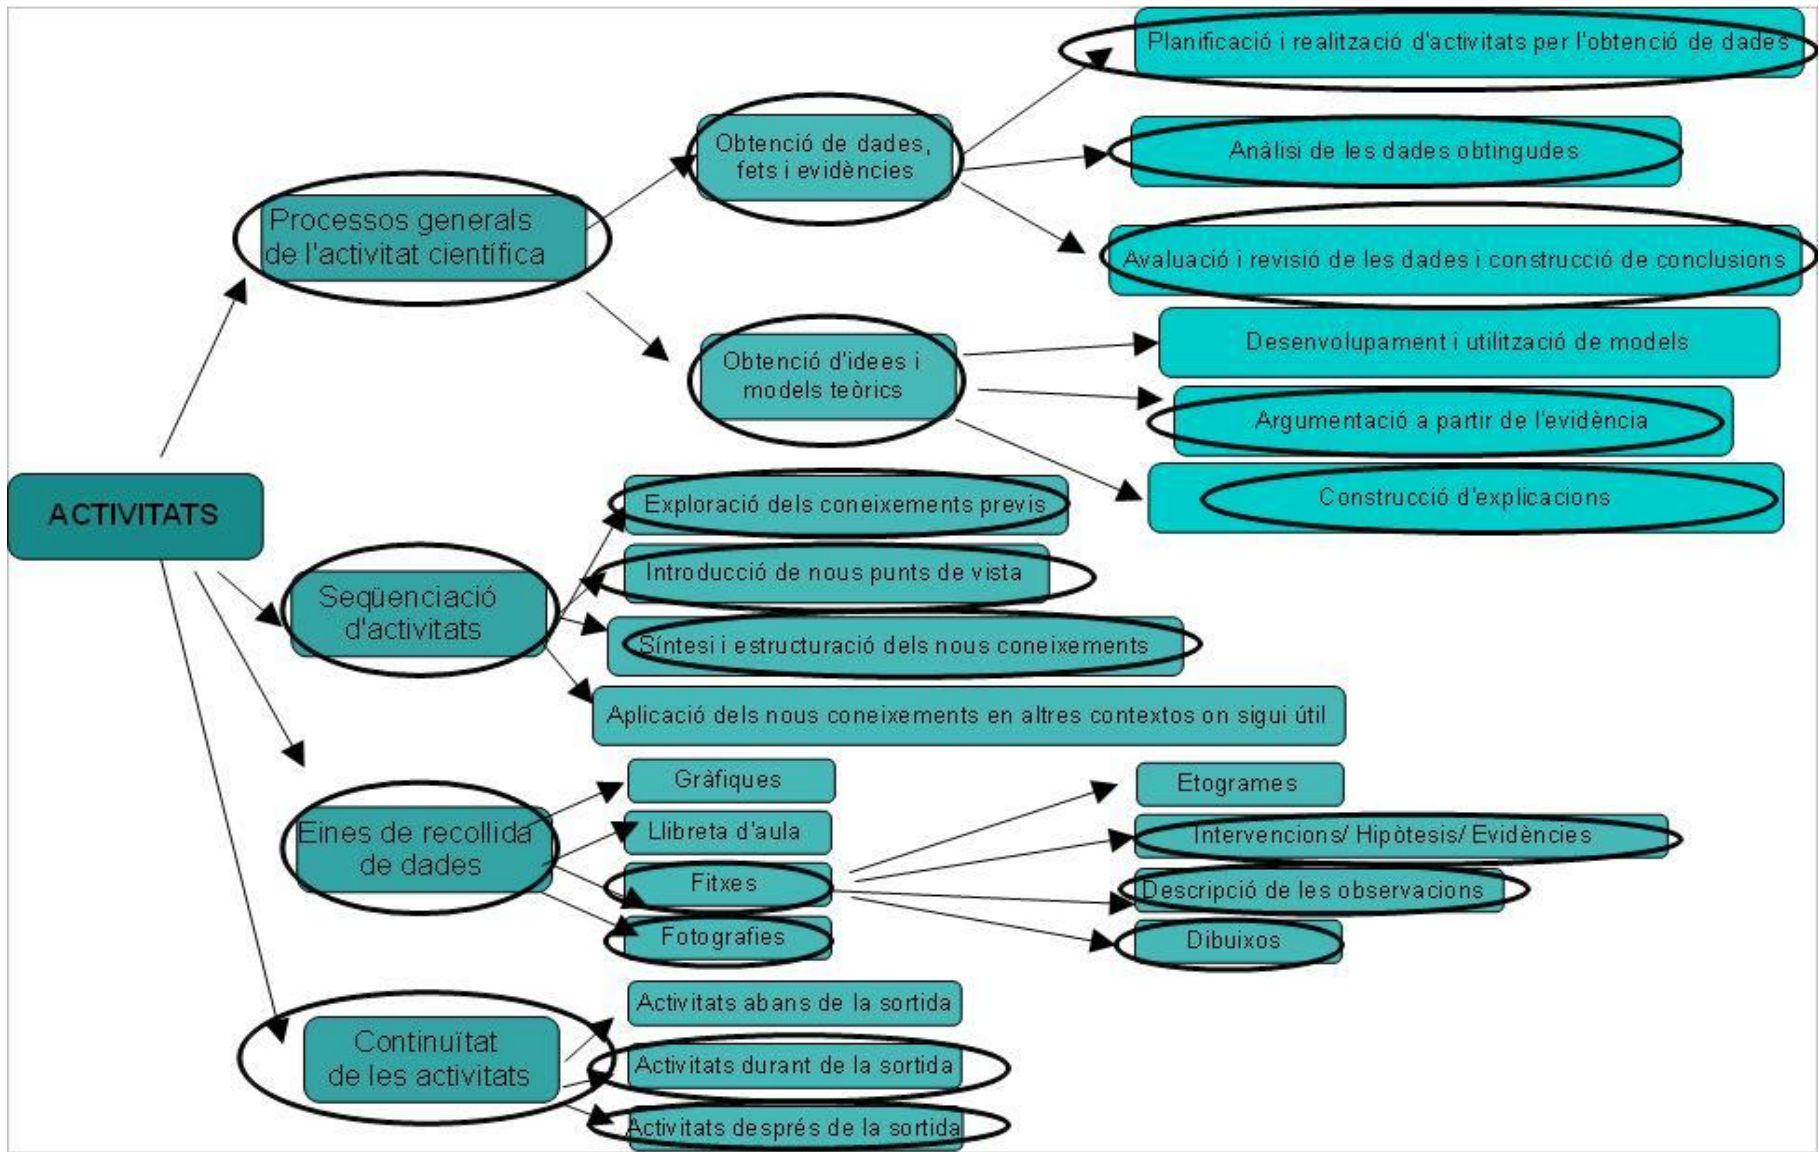 Planificació i realització d'activitats per l'obtenció de dades
Obtenció de dades,
fets i evidències
Anàlisi de les dades obtingudes
Processos generals
de l'activitat científica
Avaluació i revisió de les dades i construcció de conclusions
Obtenció d'idees i
models teòrics
Desenvolupament i utilització de models
Argumentació a partir de l'evidència
Construcció d'explicacions
ACTIVITATS
Exploració dels coneixements previs
Introducció de nous punts de vista
Seqüenciació
d'activitats
Síntesi i estructuració dels nous coneixements
Aplicació dels nous coneixements en altres contextos on sigui útil
Gràfiques
Llibreta d'aula
Eines de recollida
de dades
Fitxes
Fotografies
Etogrames
Intervencions/ Hipòtesis/ Evidències
Descripció de les observacions
Dibuixos
Activitats abans de la sortida
Continuïtat
de les activitats
Activitats durant de la sortida
Activitats després de la sortida